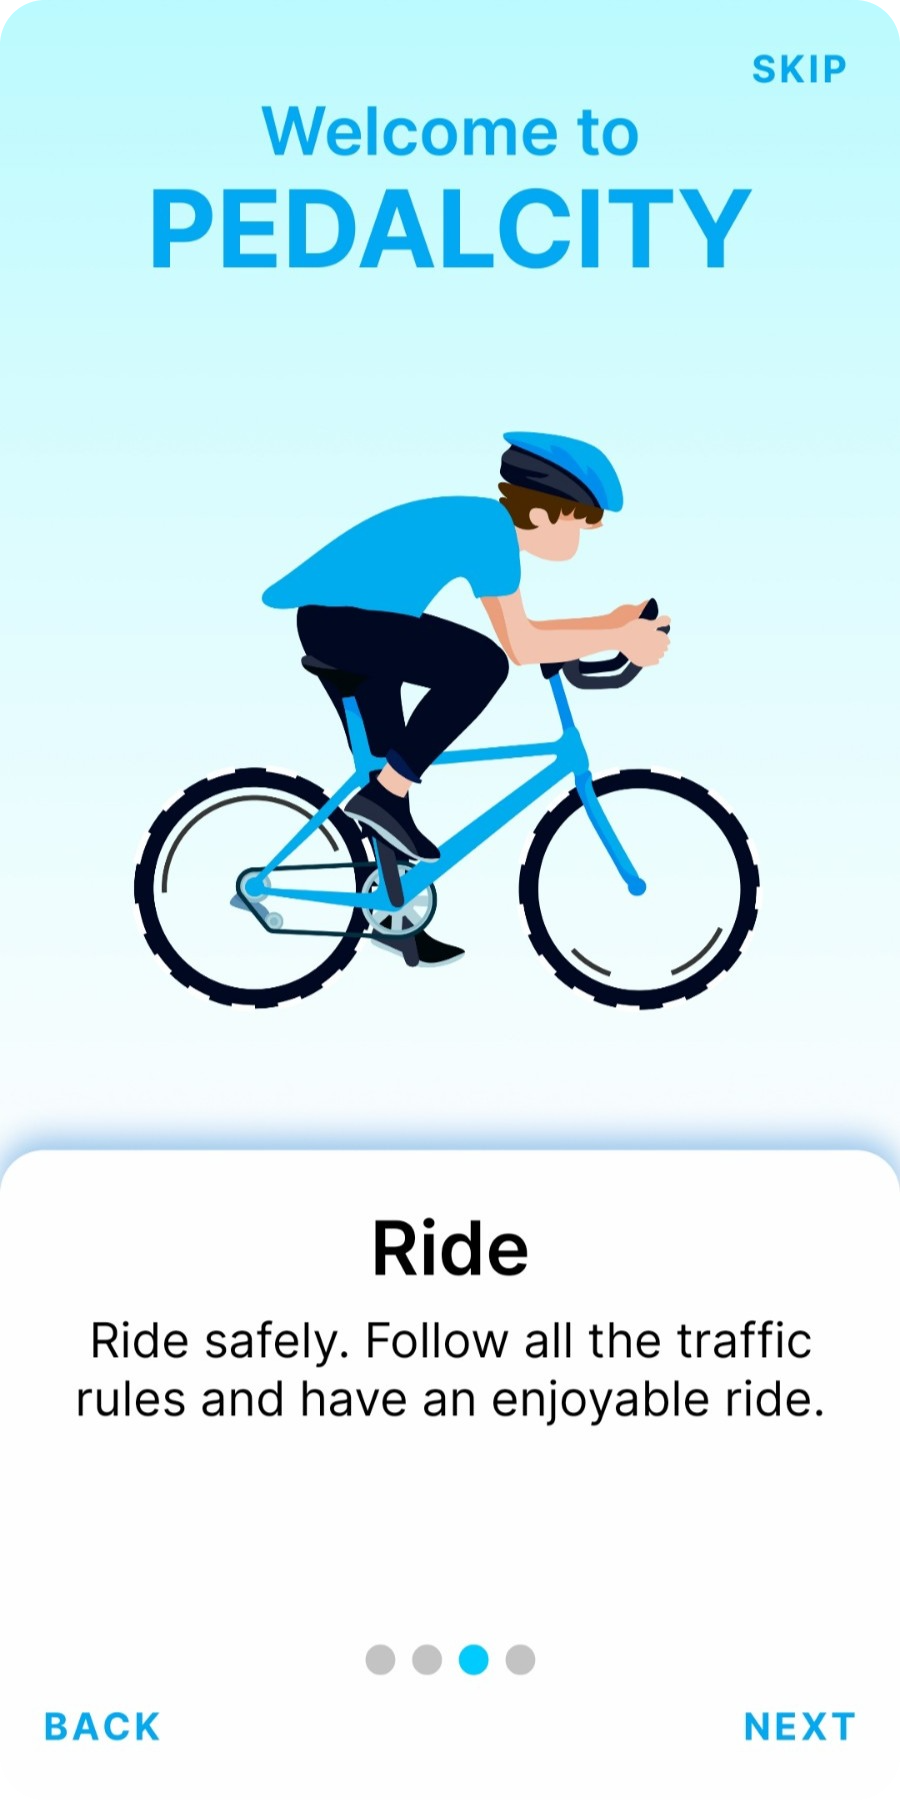 SKIP
Welcome to
PEDALCITY
Ride
Ride safely. Follow all the traffic
rules and have an enjoyable ride.
BACK
NEXT